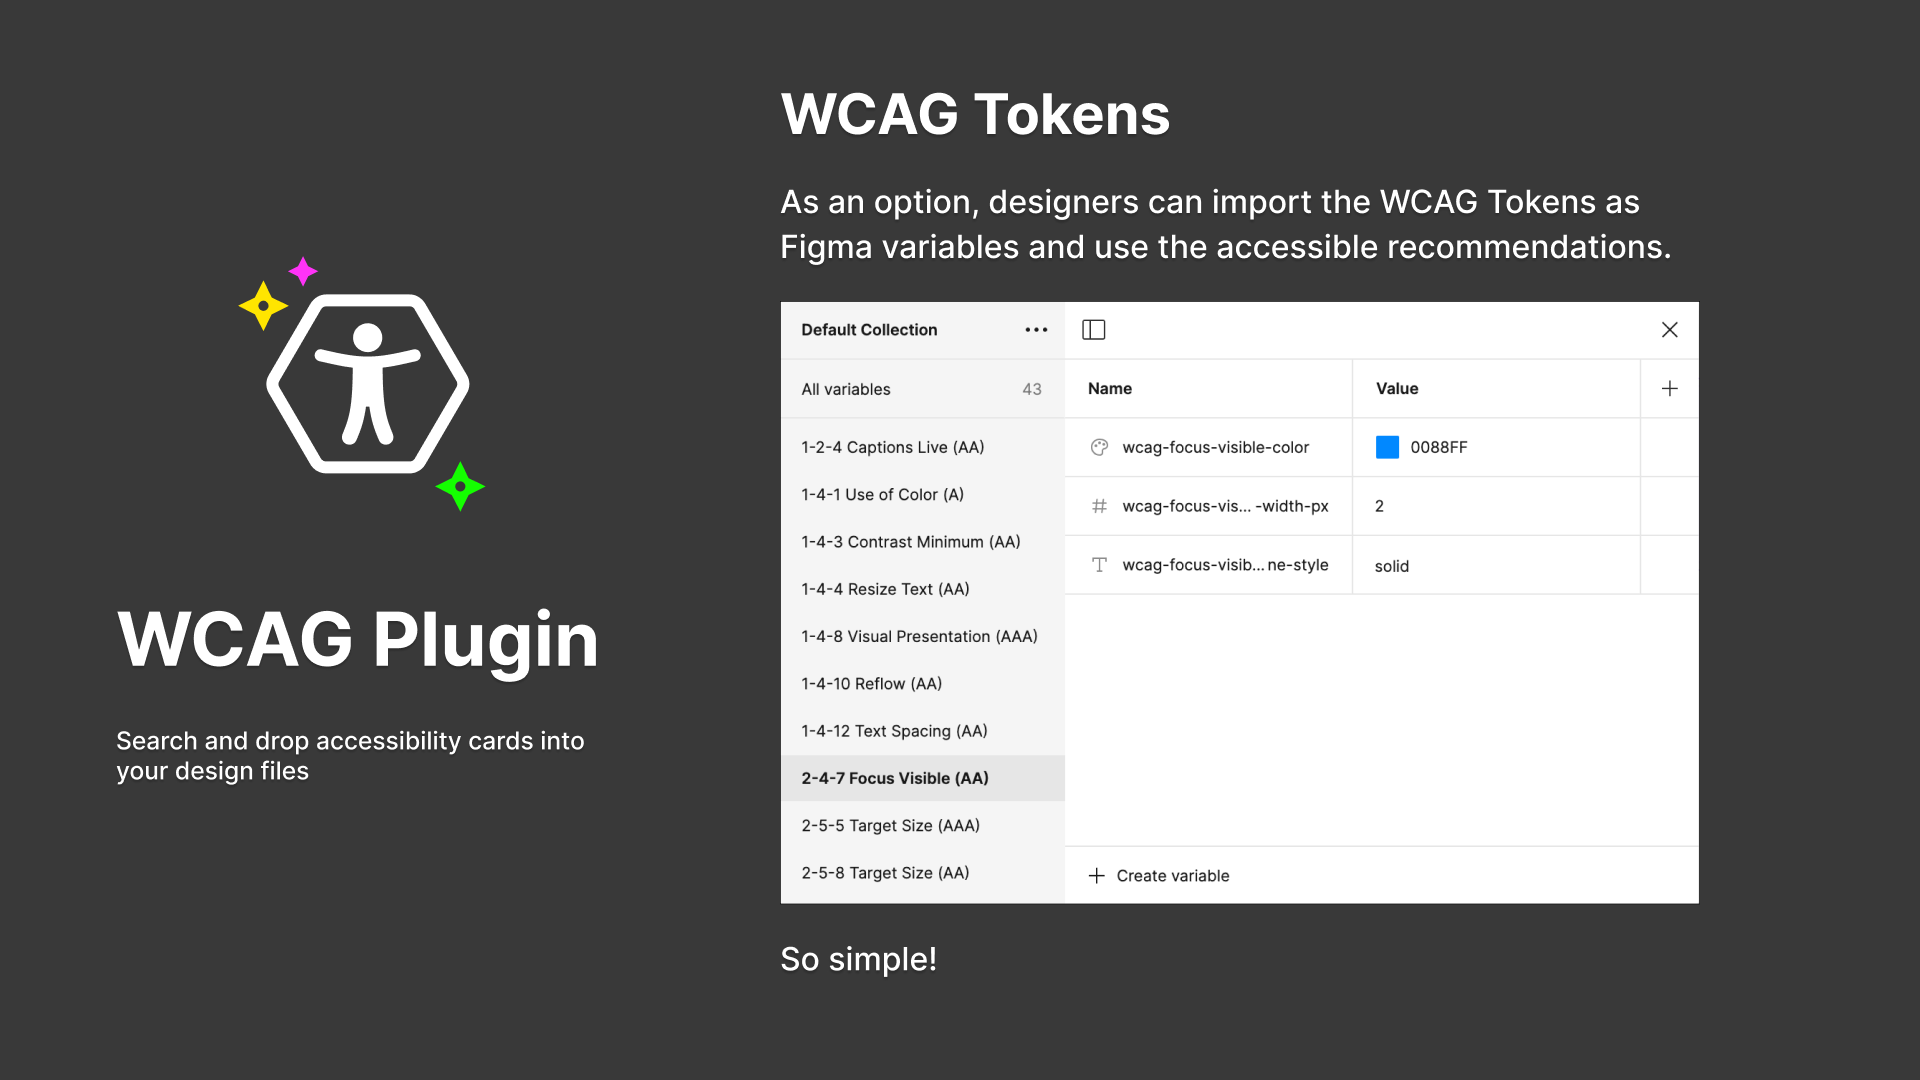 WCAG Plugin
Search and drop accessibility cards into
your design files
WCAG Tokens
As an option, designers can import the WCAG Tokens as
Figma variables and use the accessible recommendations.
Default Collection
All variables 43
1-2-4 Captions Live (AA)
1-4-1 Use of Color (A)
1-4-3 Contrast Minimum (AA)
1-4-4 Resize Text (AA)
1-4-8 Visual Presentation (AAA)
1-4-10 Reflow (AA)
1-4-12 Text Spacing (AA)
2-4-7 Focus Visible (AA)
2-5-5 Target Size (AAA)
2-5-8 Target Size (AA)
Name Value
wcag-focus-visible-color 0088FF
wcag-focus-vis... -width-px 2
wcag-focus-visib... ne-style solid
Create variable
So simple!